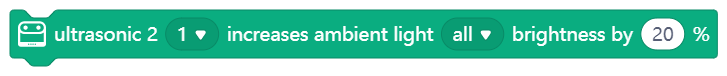 ultrasonic 2 1 increases ambient light all brightness by 20 %